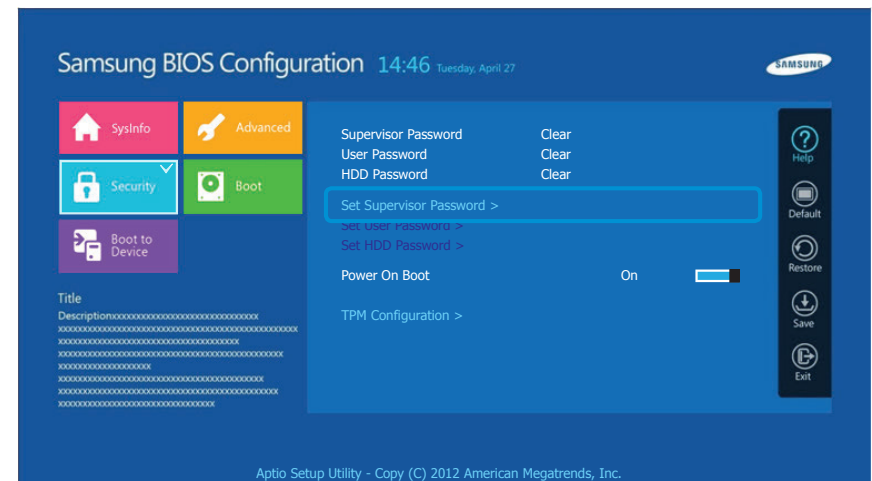 Samsung BIOS Configuration 14:46 Tuesday, April 27
SAMSUNG
SysInfo
Advanced
Security
Boot
Boot to
Device
Title
Descriptionxxxxxxxxxxxxxxxxxxxxxxxxxxxxxx
Supervisor Password Clear
User Password Clear
HDD Password Clear
Set Supervisor Password >
Set User Password >
Set HDD Password >
Power On Boot On
TPM Configuration >
Help
Default
Restore
Save
Exit
Aptio Setup Utility - Copy (C) 2012 American Megatrends, Inc.